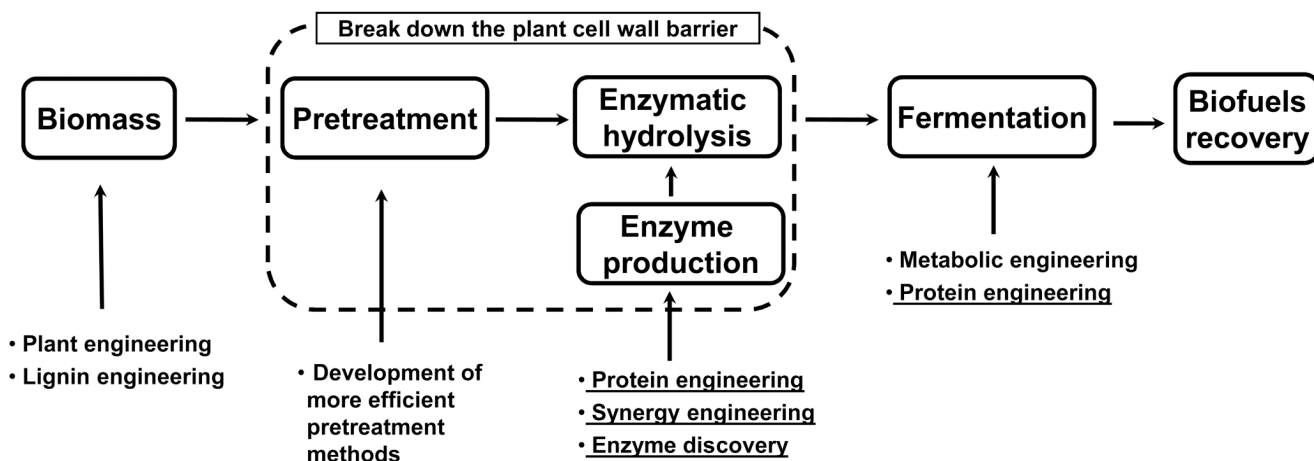 Break down the plant cell wall barrier
Biomass
Pretreatment
Enzymatic
hydrolysis
Fermentation
Biofuels
recovery
Enzyme
production
• Plant engineering
• Lignin engineering
• Development of
more efficient
pretreatment
methods
• Protein engineering
• Synergy engineering
• Enzyme discovery
• Metabolic engineering
• Protein engineering